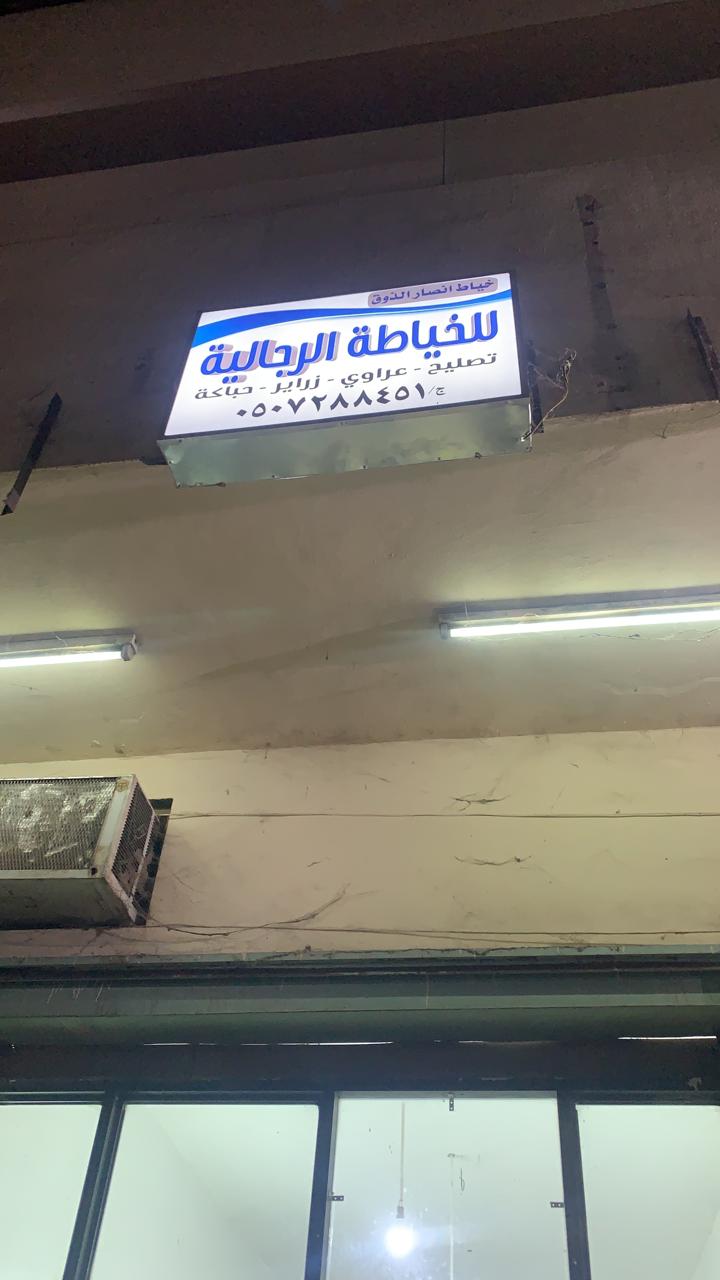 خياط انصار الذوق
للخياطة الرجالية
تصليح - عراوي - زراير - حباكة
ج/ ٠٥٠٧٢٨٨٤٥١